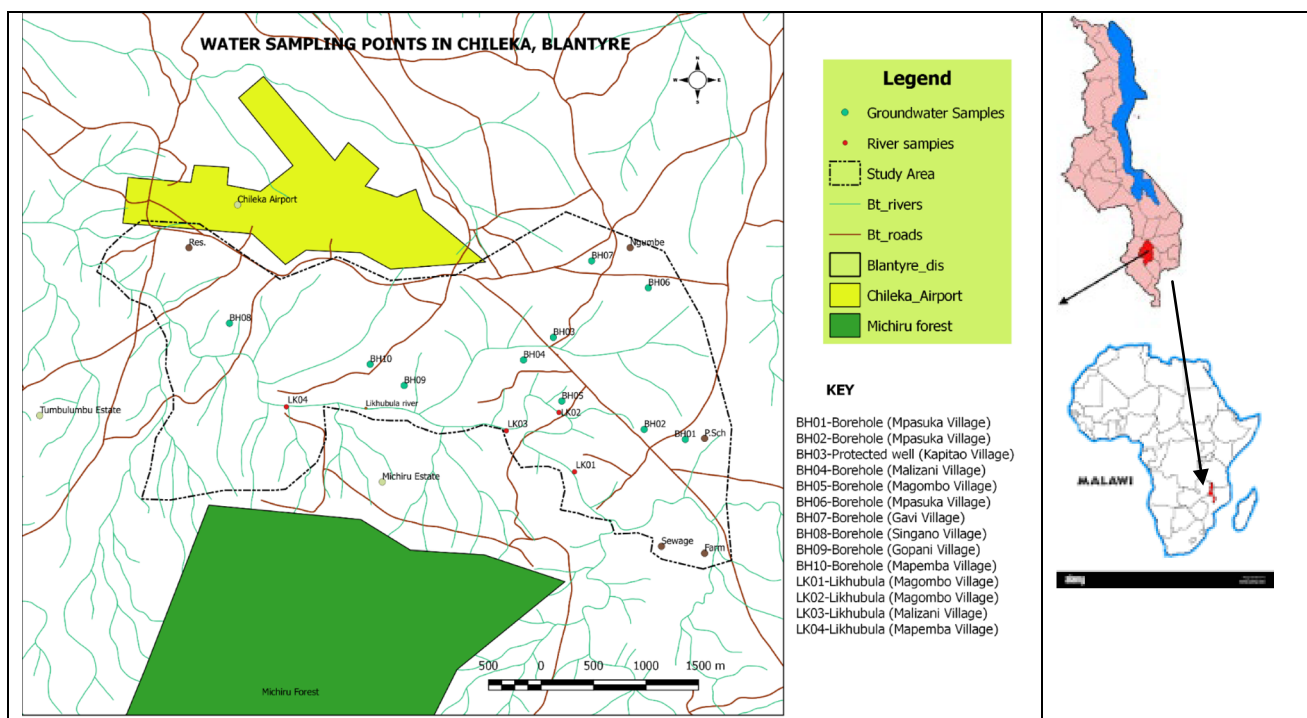 WATER SAMPLING POINTS IN CHILEKA, BLANTYRE
Chileka Airport
Res.
Ngumbe
BH07
BH06
BH08
BH03
BH04
BH10
BH09
BH05
LK04
Likhubula river
LK02
Tumbulumbu Estate
LK03
BH02
BH01
P.Sch
LK01
Michiru Estate
Sewage
Farm
500 0 500 1000 1500 m
Michiru Forest
Legend
Groundwater Samples
River samples
Study Area
Bt_rivers
Bt_roads
Blantyre_dis
Chileka_Airport
Michiru forest
KEY
BH01-Borehole (Mpasuka Village)
BH02-Borehole (Mpasuka Village)
BH03-Protected well (Kapitao Village)
BH04-Borehole (Malizani Village)
BH05-Borehole (Magombo Village)
BH06-Borehole (Mpasuka Village)
BH07-Borehole (Gavi Village)
BH08-Borehole (Singano Village)
BH09-Borehole (Gopani Village)
BH10-Borehole (Mapemba Village)
LK01-Likhubula (Magombo Village)
LK02-Likhubula (Magombo Village)
LK03-Likhubula (Malizani Village)
LK04-Likhubula (Mapemba Village)
MALAWI